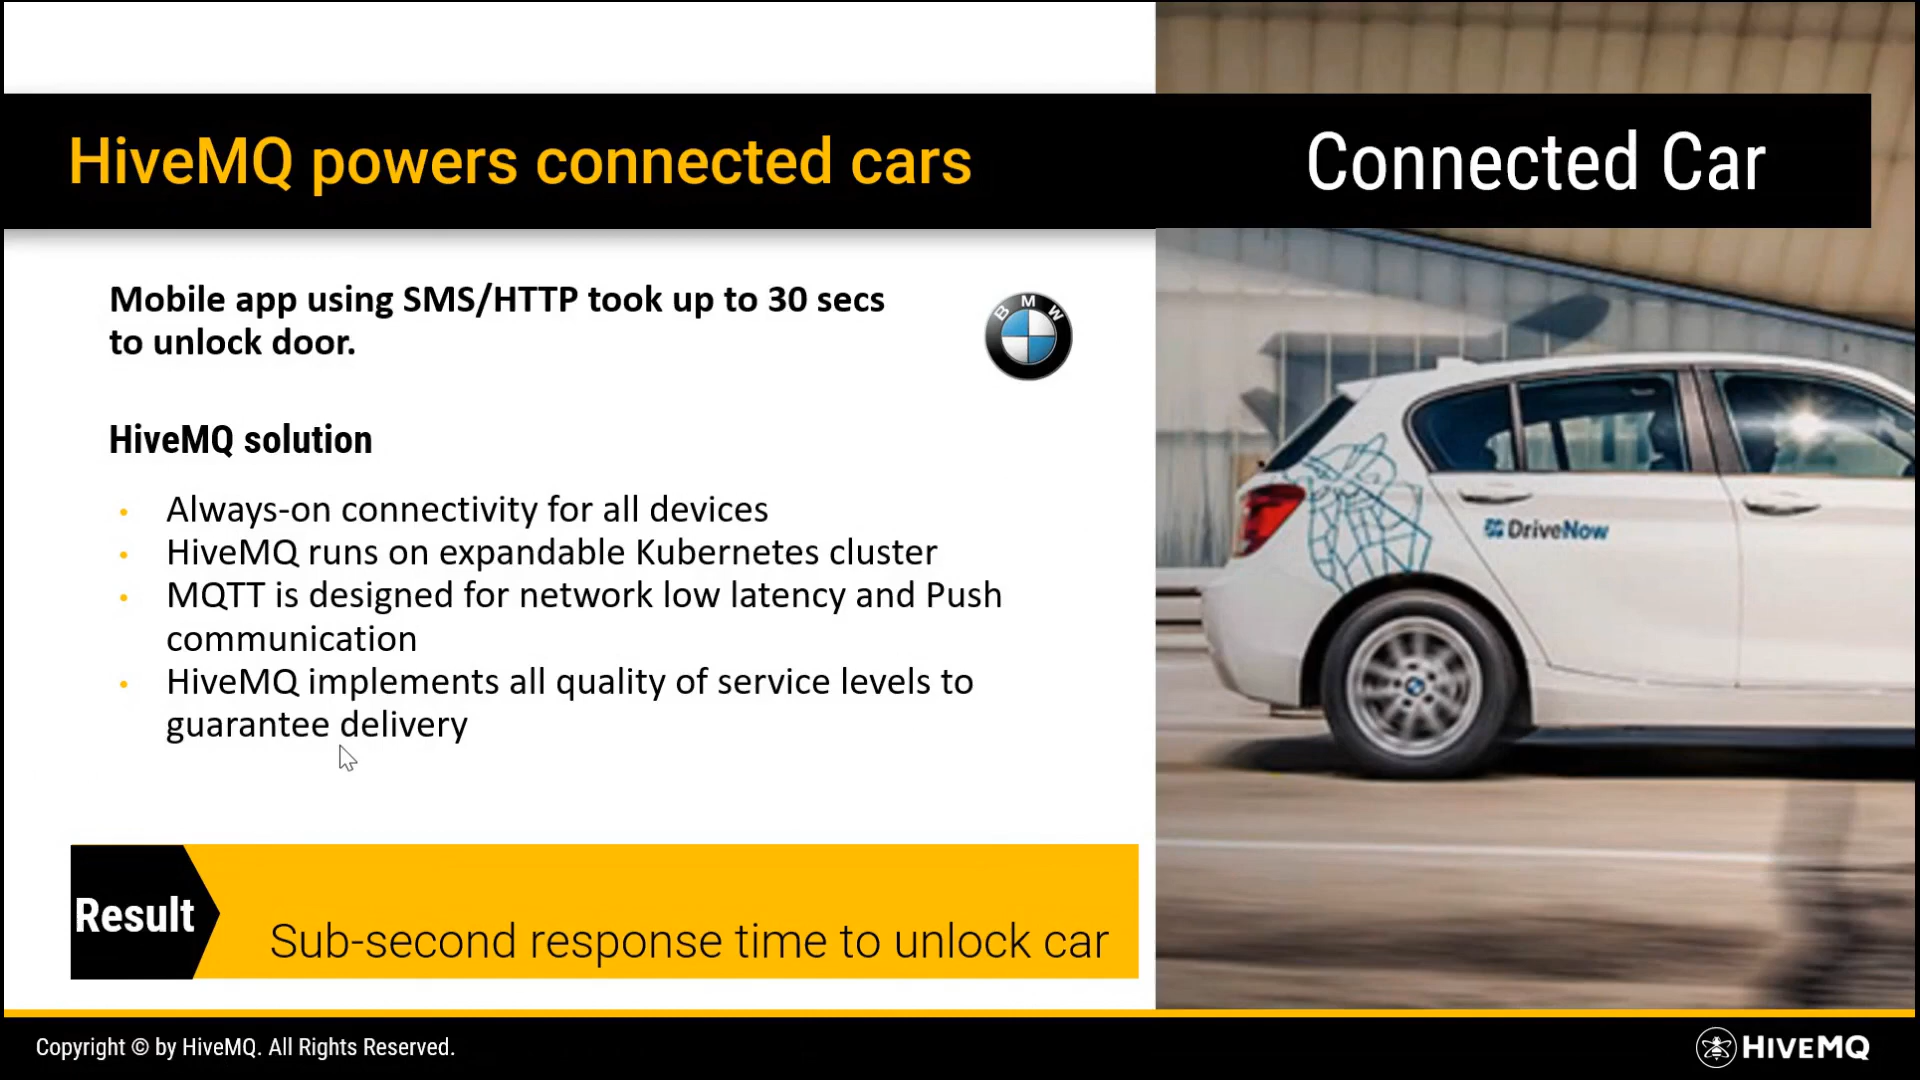 HiveMQ powers connected cars
Connected Car
Mobile app using SMS/HTTP took up to 30 secs
to unlock door.
BMW
HiveMQ solution
• Always-on connectivity for all devices
• HiveMQ runs on expandable Kubernetes cluster
• MQTT is designed for network low latency and Push
communication
• HiveMQ implements all quality of service levels to
guarantee delivery
DriveNow
Result
Sub-second response time to unlock car
Copyright © by HiveMQ. All Rights Reserved.
HIVEMQ